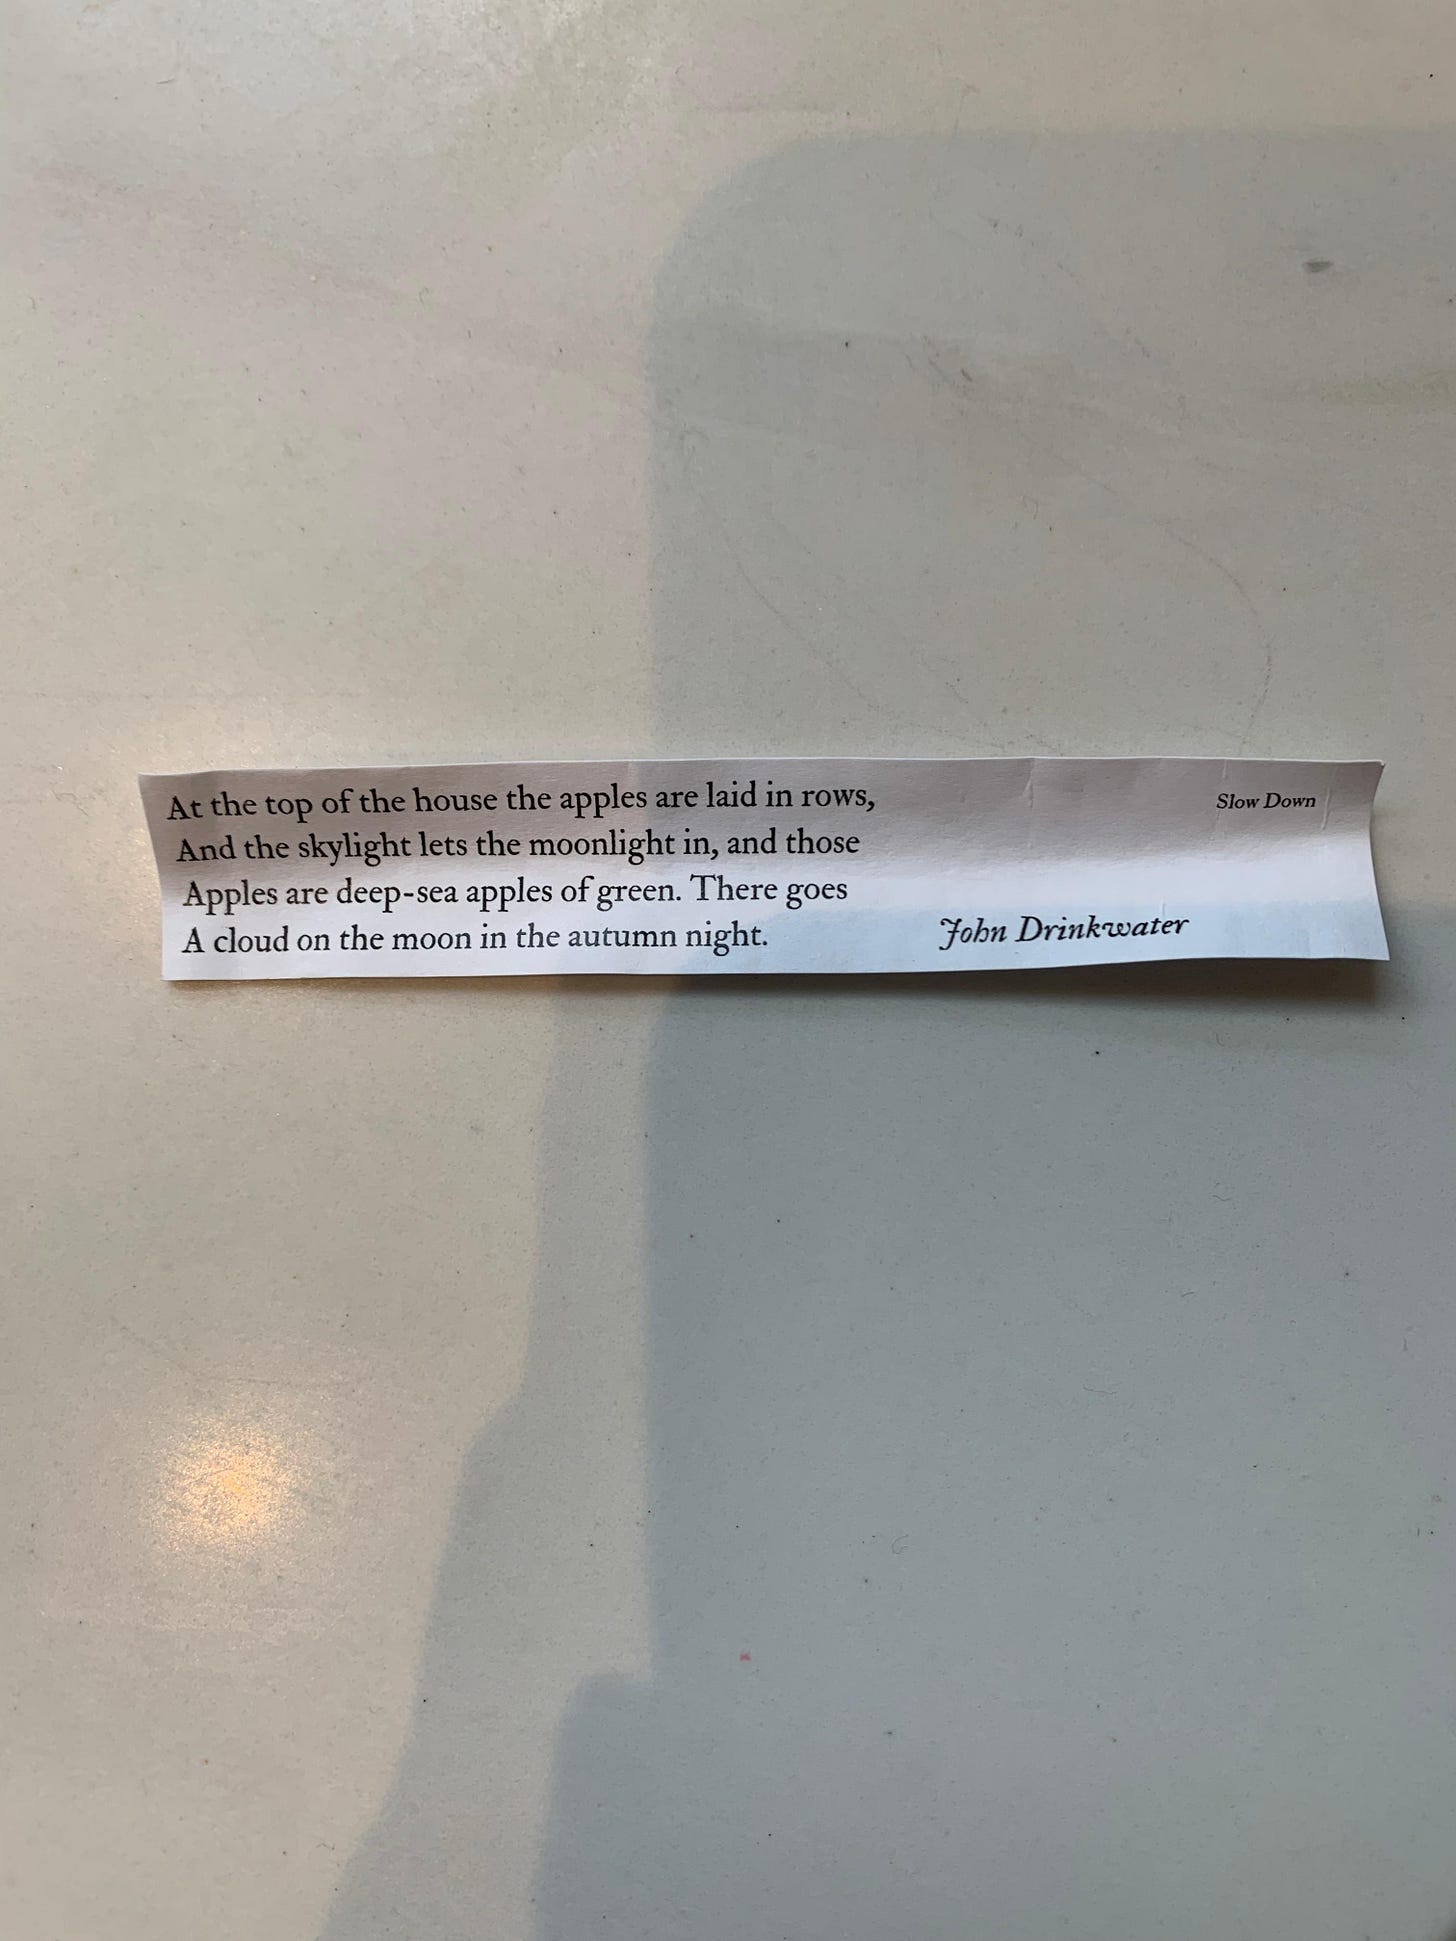 At the top of the house the apples are laid in rows,
And the skylight lets the moonlight in, and those
Apples are deep-sea apples of green. There goes
A cloud on the moon in the autumn night.
John Drinkwater
Slow Down